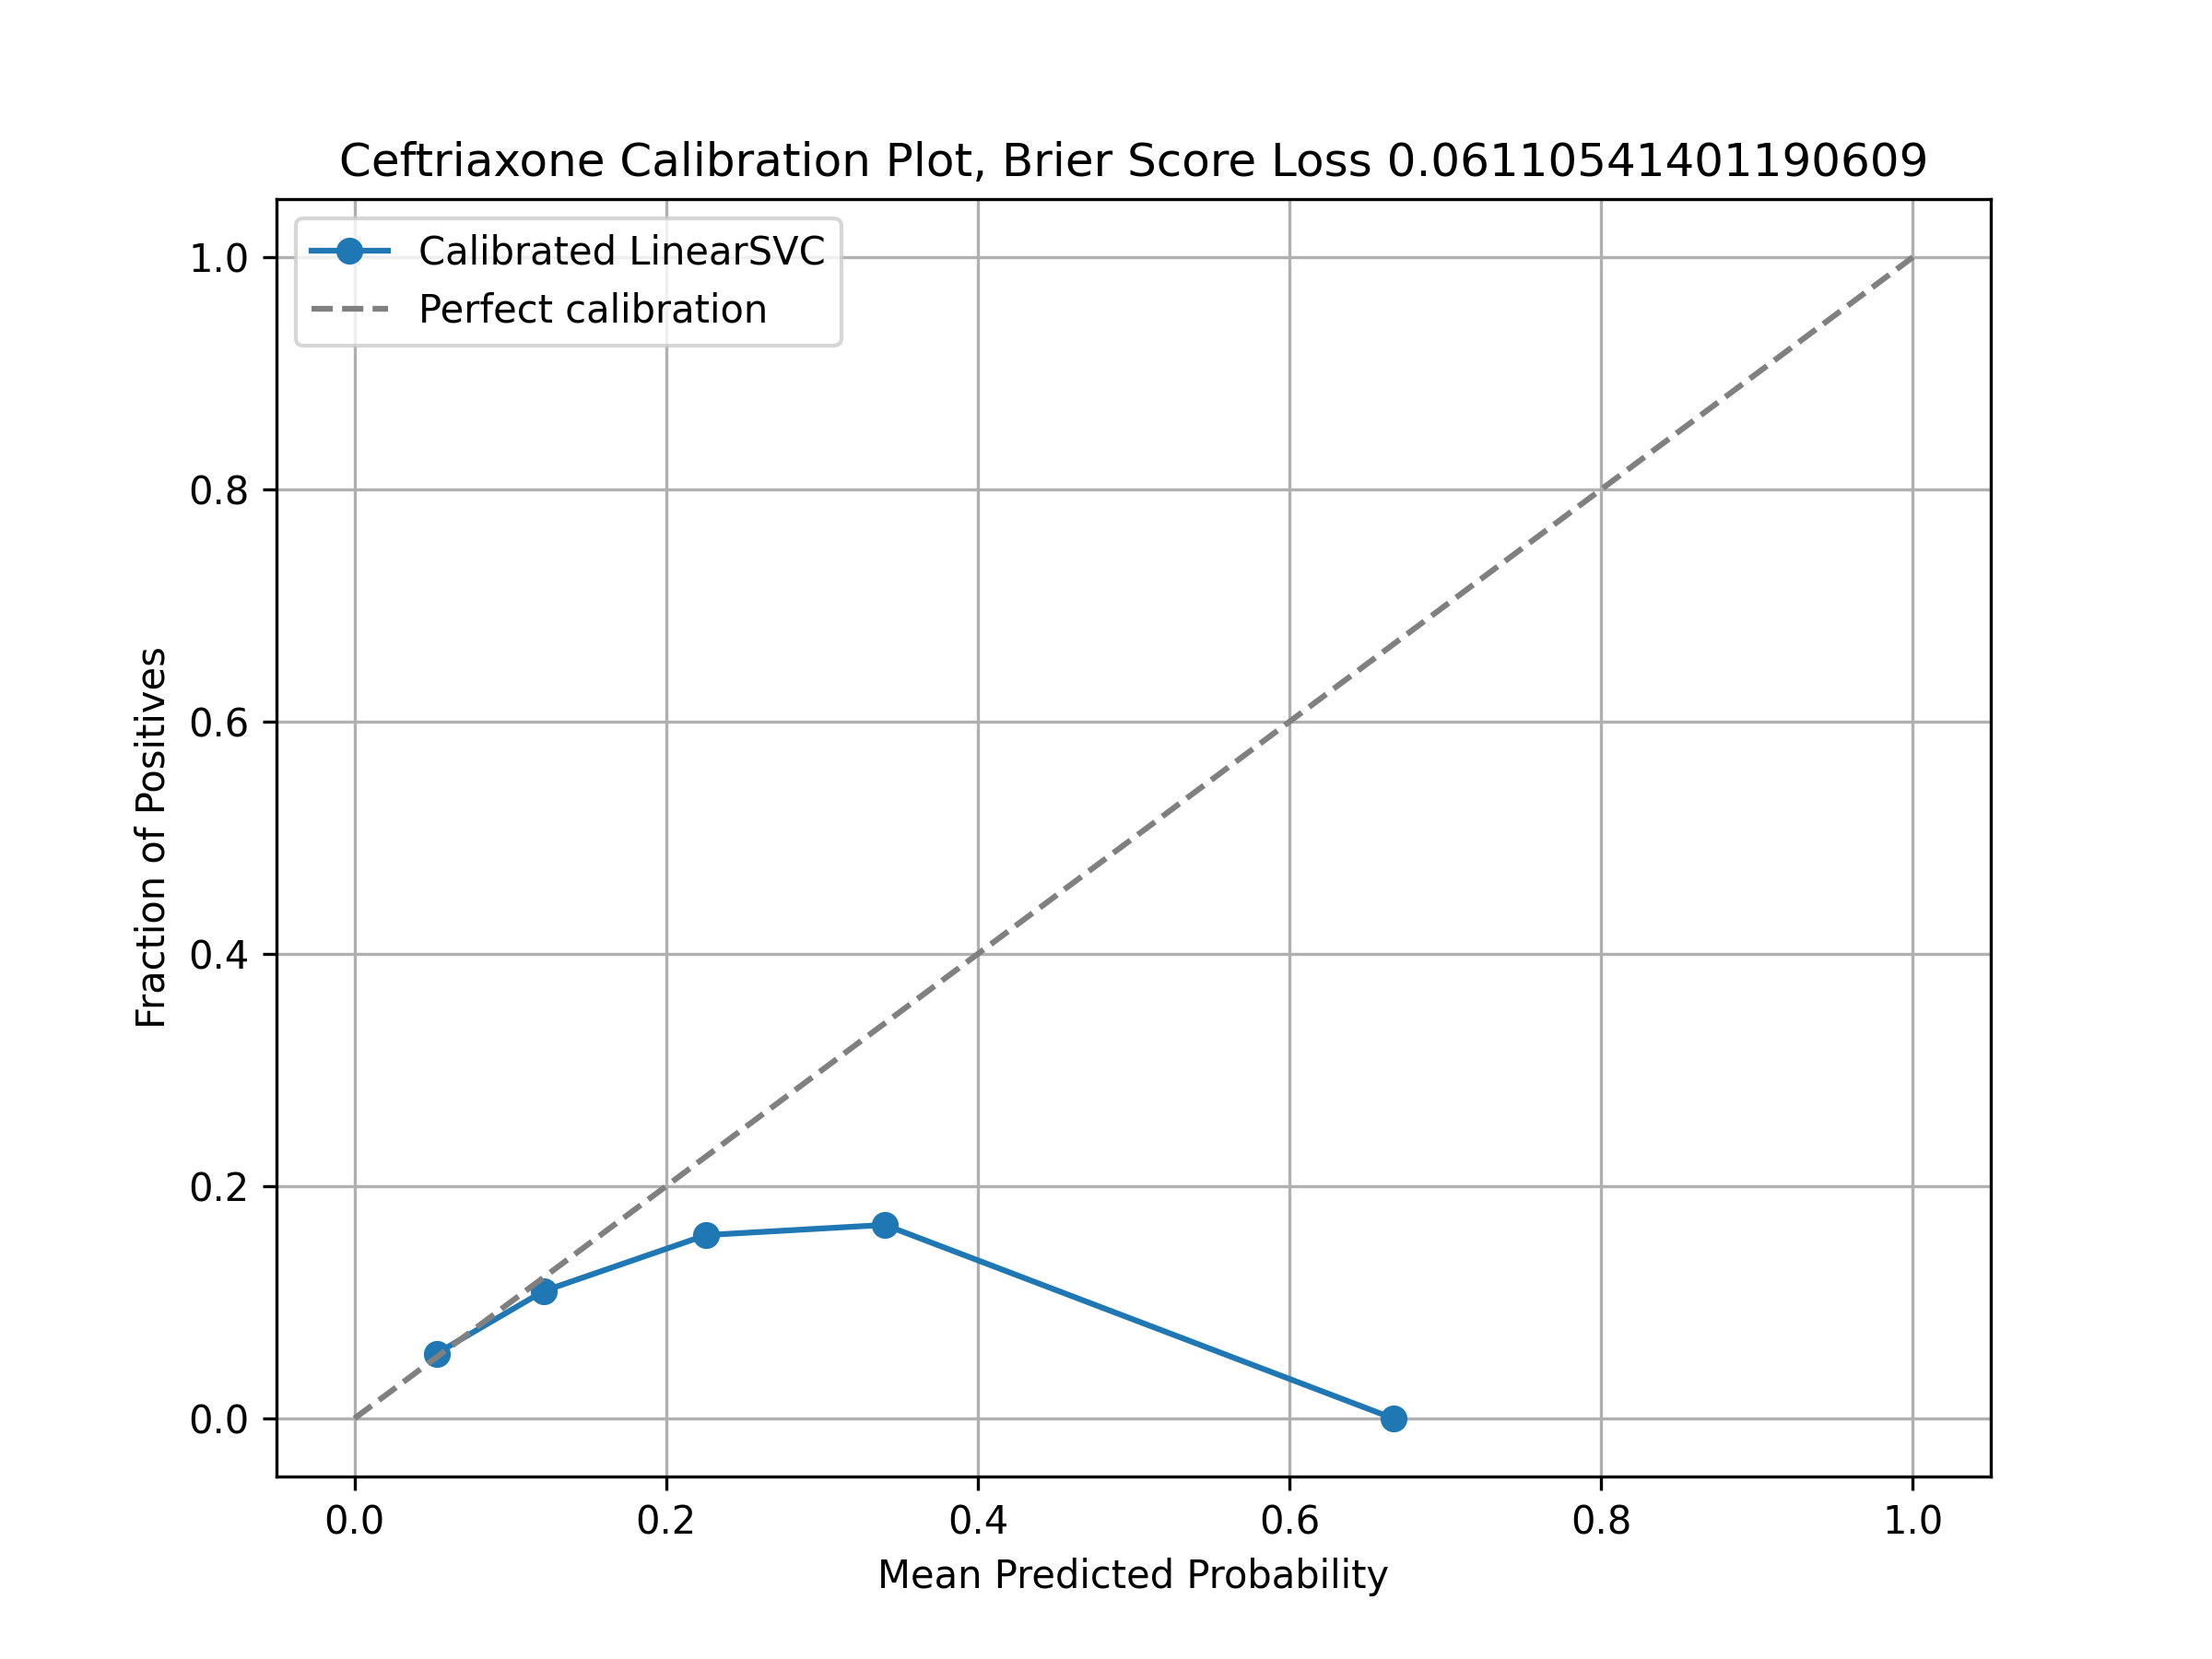 Ceftriaxone Calibration Plot, Brier Score Loss 0.06110541401190609
Calibrated LinearSVC
Perfect calibration
1.0
0.8
0.6
0.4
0.2
0.0
Fraction of Positives
0.0 0.2 0.4 0.6 0.8 1.0
Mean Predicted Probability